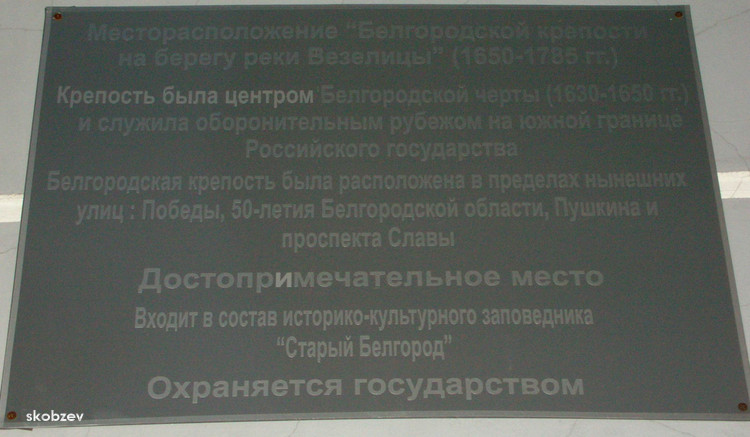 Месторасположение “Белгородской крепости
на берегу реки Везелицы” (1650-1785 гг.)
Крепость была центром Белгородской черты (1630-1650 гг.)
и служила оборонительным рубежом на южной границе
Российского государства
Белгородская крепость была расположена в пределах нынешних
улиц : Победы, 50-летия Белгородской области, Пушкина и
проспекта Славы
Достопримечательное место
Входит в состав историко-культурного заповедника
“Старый Белгород”
Охраняется государством
skobzev